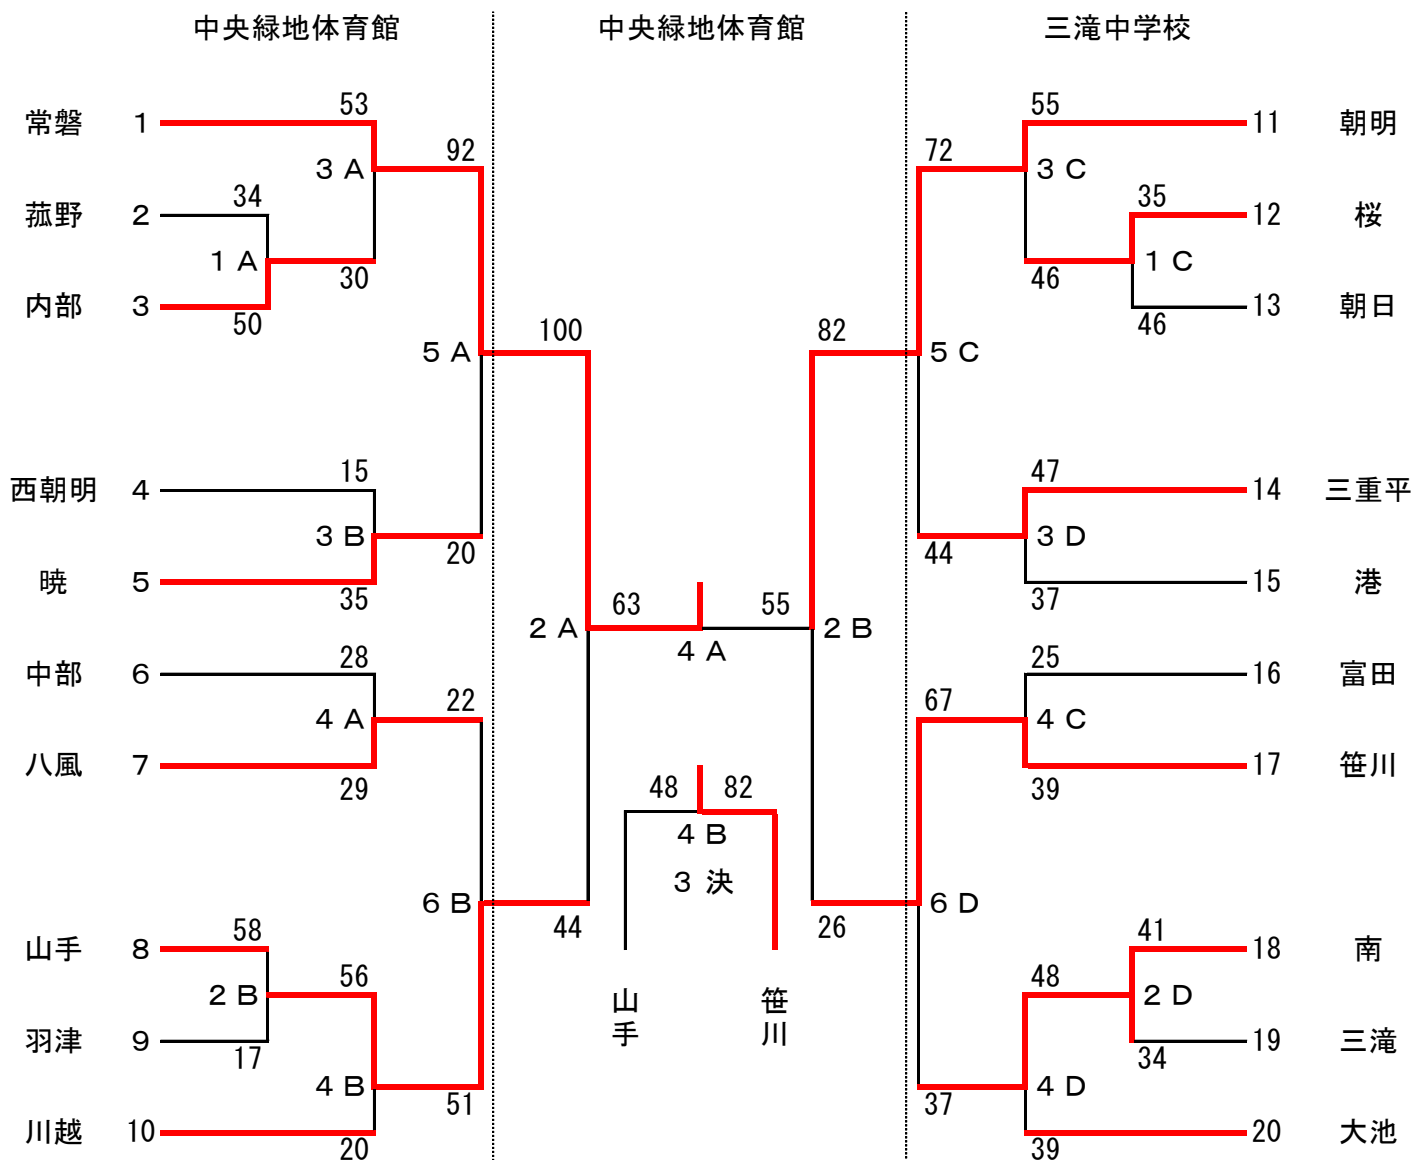 中央緑地体育館 中央緑地体育館 三滝中学校
53 55
常磐 1 11 朝明
92 72
3 A 3 C
34 35
菰野 2 12 桜
1 A 1 C
30 46
内部 3 13 朝日
50 46
100 82
5 A 5 C
15 47
西朝明 4 14 三重平
3 B 3 D
20 44
暁 5 15 港
35 37
63 55
2 A 2 B
4 A
28 25
中部 6 16 富田
22 67
4 A 4 C
八風 7 17 笹川
29 48 82 39
4 B
3 決
6 B 6 D
44 26
58 41
山手 8 18 南
56 48
2 B 2 D
山手 笹川
羽津 9 19 三滝
17 34
4 B 4 D
51 37
川越 10 20 大池
20 39